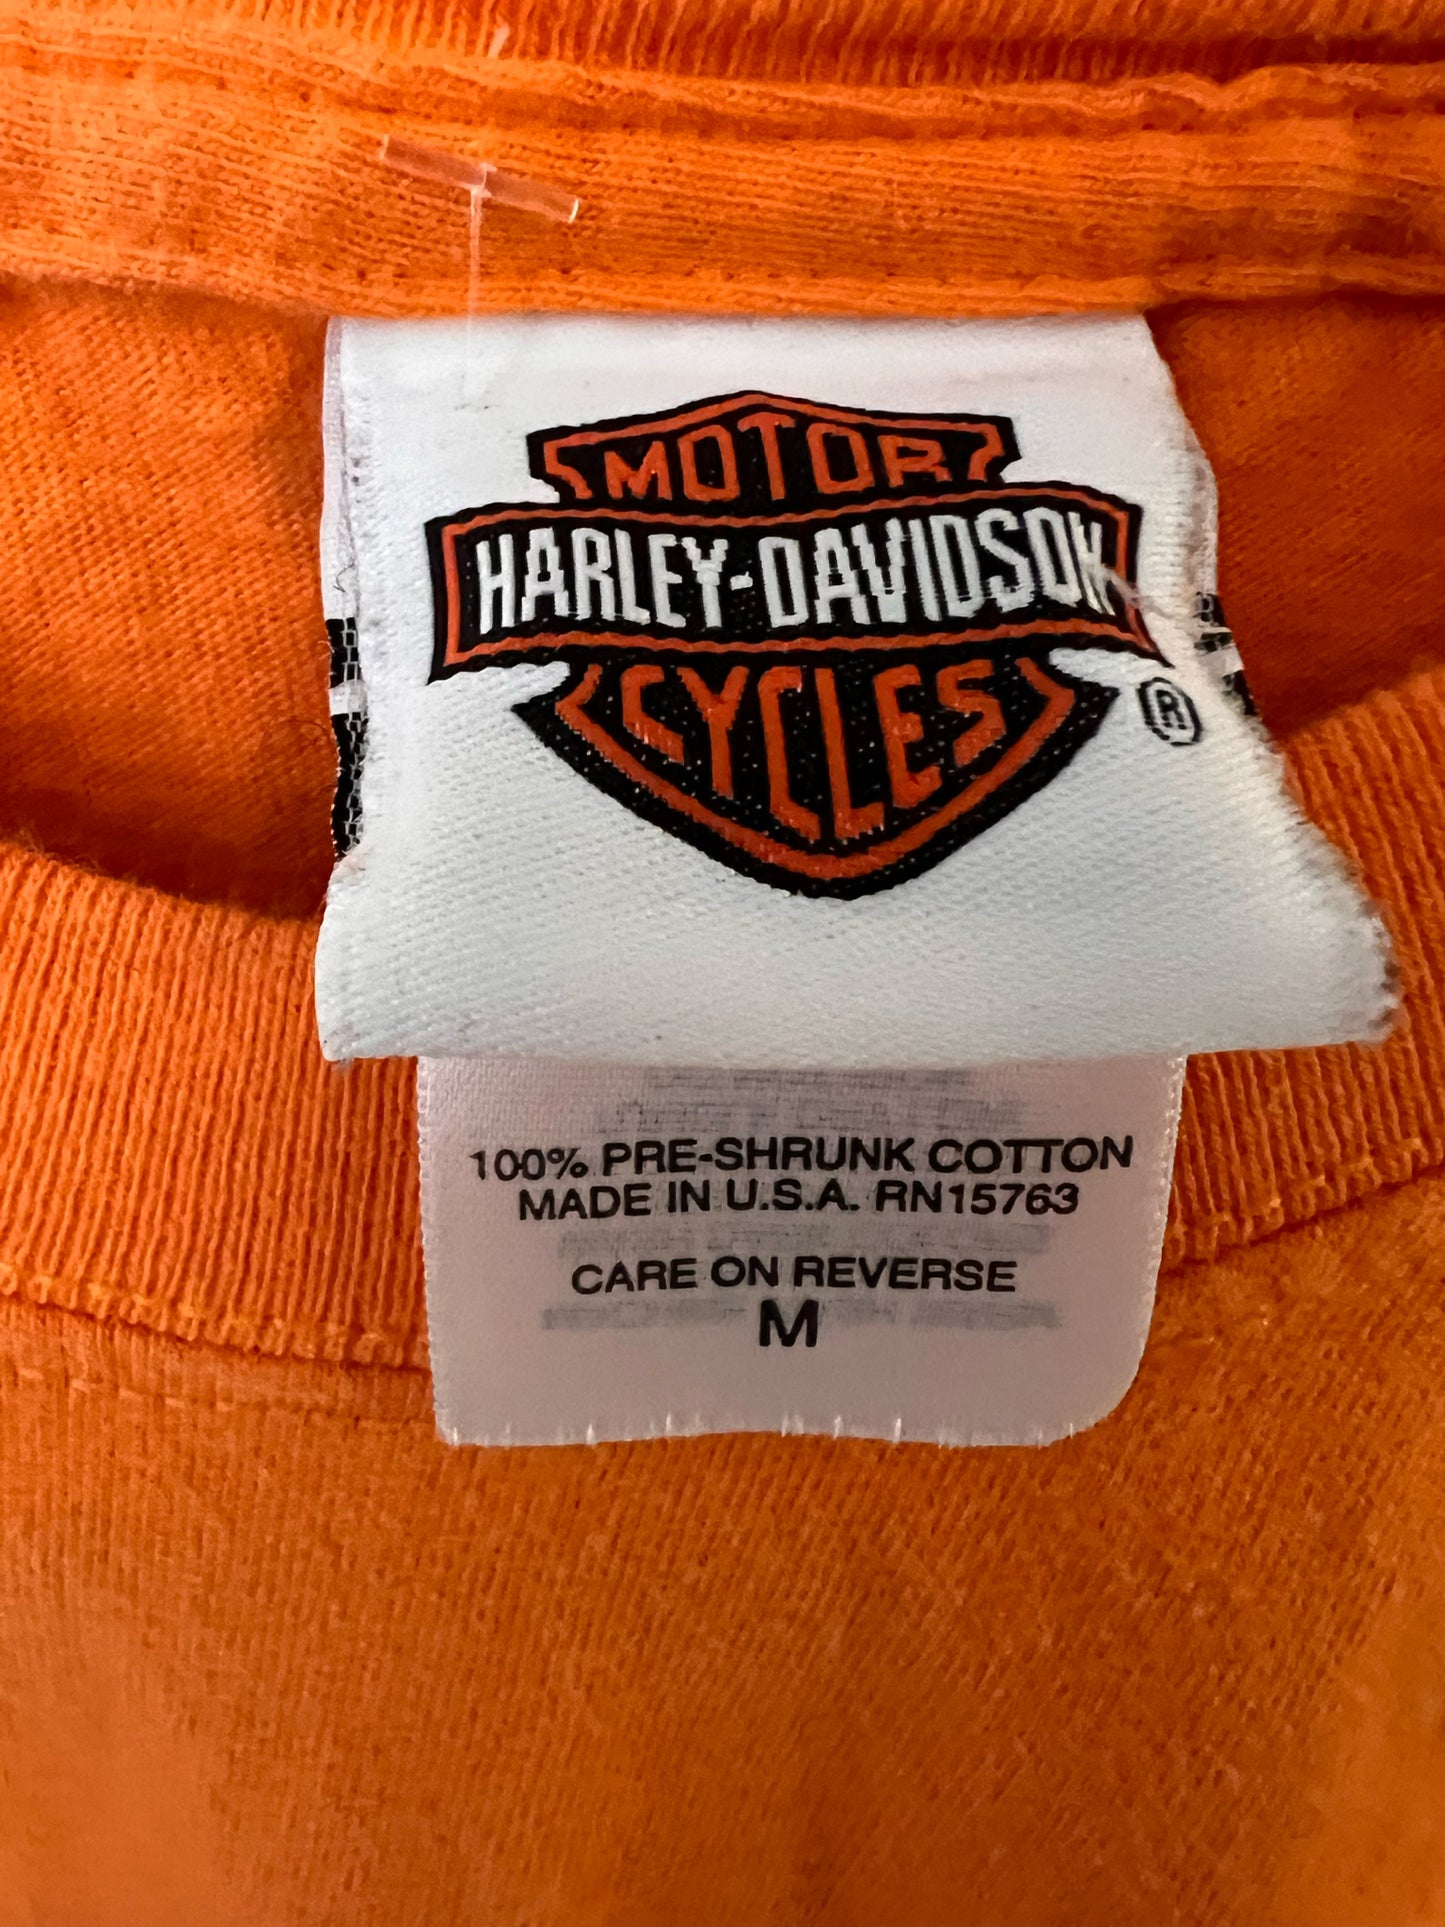 MOTOR
HARLEY-DAVIDSON
CYCLES
®
100% PRE-SHRUNK COTTON
MADE IN U.S.A. RN15763
CARE ON REVERSE
M